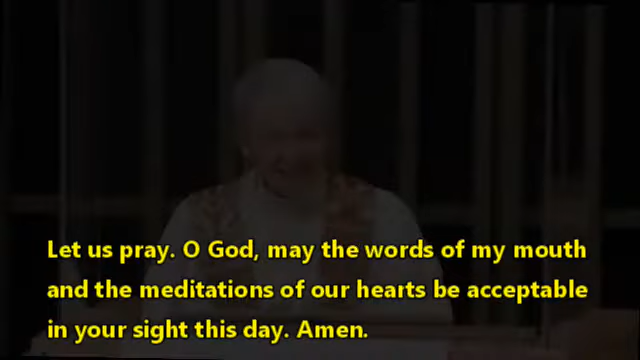 Let us pray. O God, may the words of my mouth
and the meditations of our hearts be acceptable
in your sight this day. Amen.